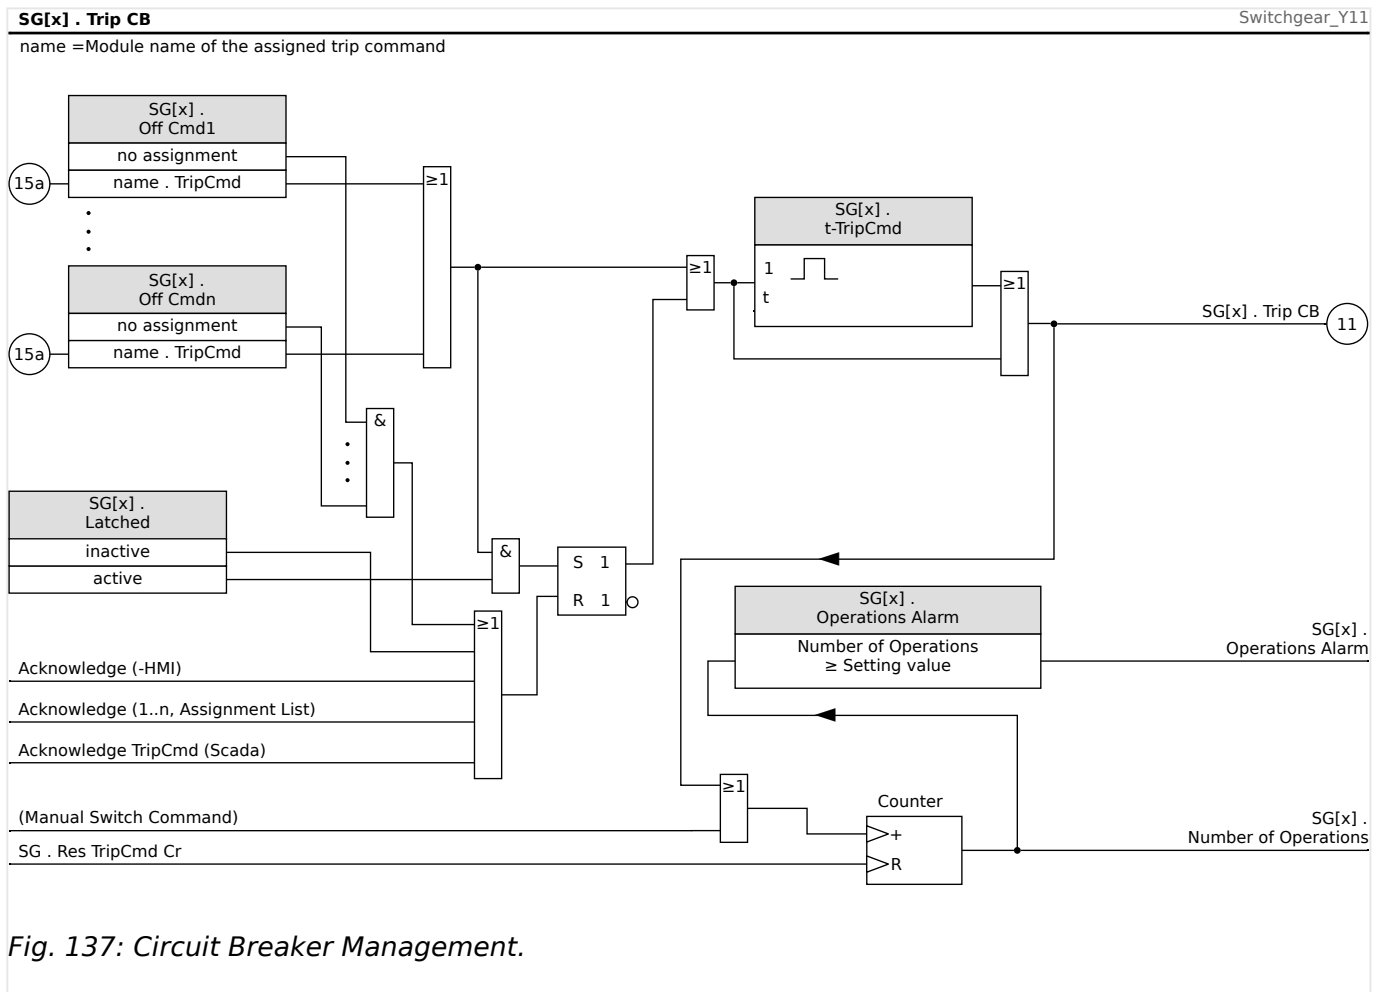 SG[x] . Trip CB
Switchgear_Y11
name =Module name of the assigned trip command
SG[x] .
Off Cmd1
no assignment
15a
name . TripCmd
≥1
SG[x] .
t-TripCmd
1
t
≥1
≥1
SG[x] . Trip CB
11
SG[x] .
Off Cmdn
no assignment
15a
name . TripCmd
&
SG[x] .
Latched
inactive
active
&
S 1
R 1
≥1
Acknowledge (-HMI)
Acknowledge (1..n, Assignment List)
Acknowledge TripCmd (Scada)
SG[x] .
Operations Alarm
Number of Operations
≥ Setting value
SG[x] .
Operations Alarm
≥1
(Manual Switch Command)
SG . Res TripCmd Cr
Counter
+
R
SG[x] .
Number of Operations
Fig. 137: Circuit Breaker Management.